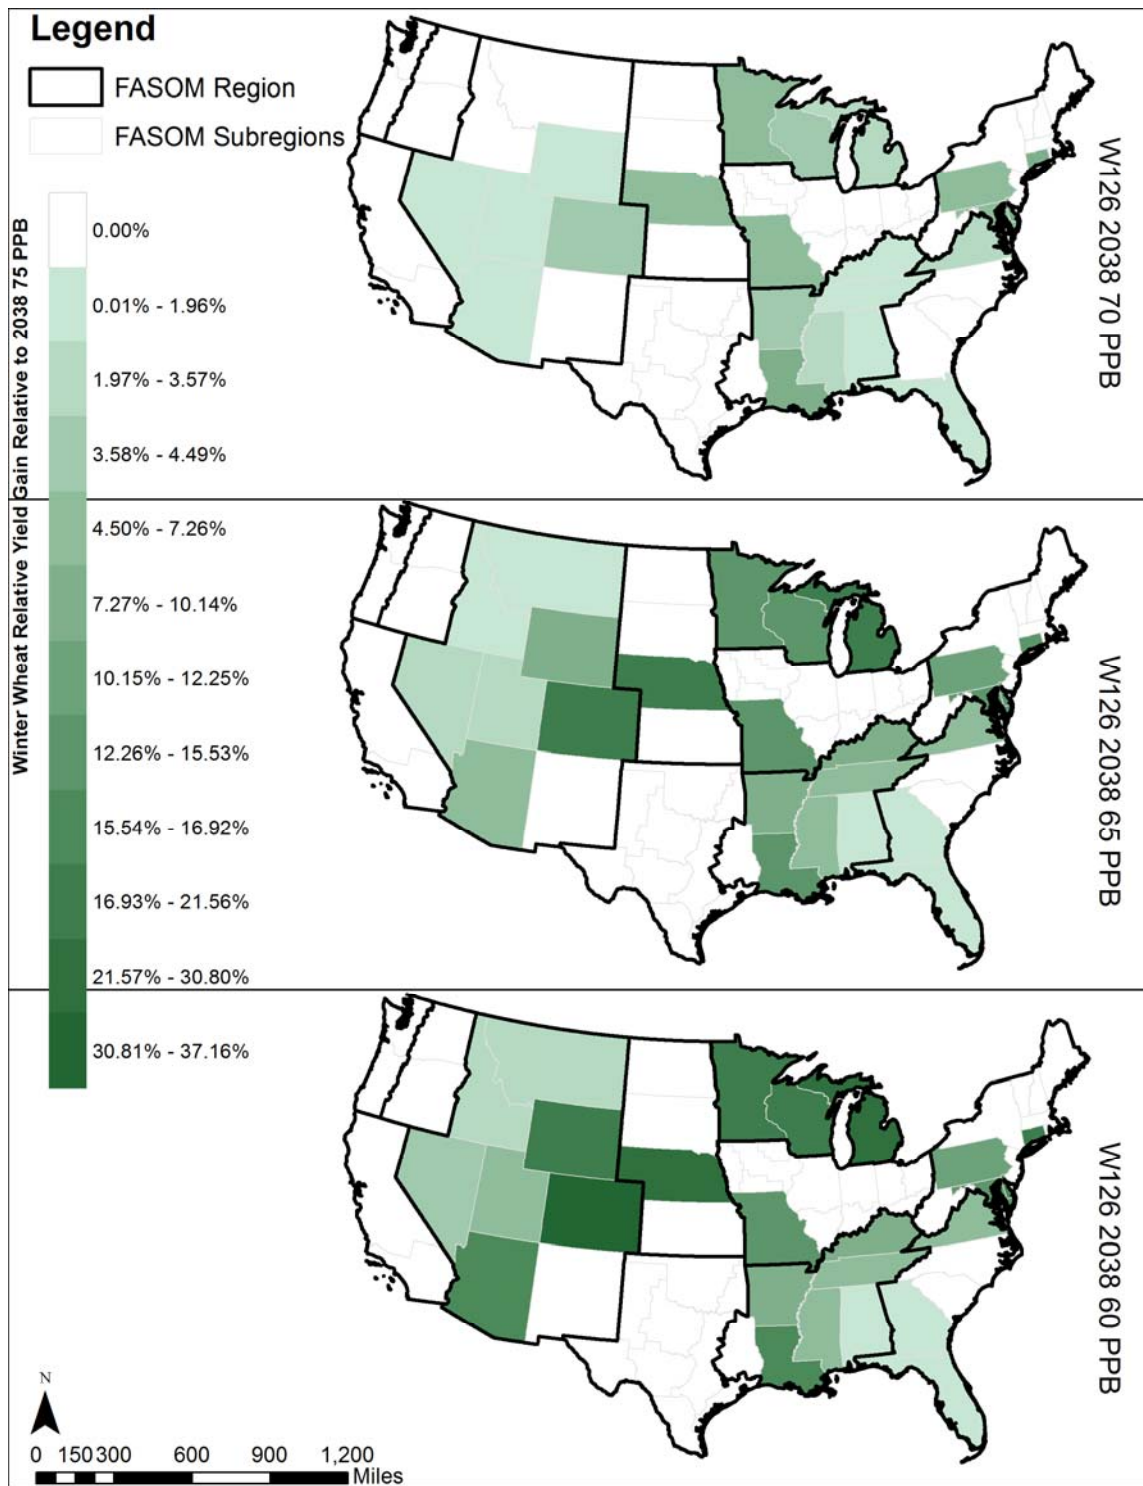 Legend
FASOM Region
FASOM Subregions
Winter Wheat Relative Yield Gain Relative to 2038 75 PPB
0.00%
0.01% - 1.96%
1.97% - 3.57%
3.58% - 4.49%
4.50% - 7.26%
7.27% - 10.14%
10.15% - 12.25%
12.26% - 15.53%
15.54% - 16.92%
16.93% - 21.56%
21.57% - 30.80%
30.81% - 37.16%
W126 2038 70 PPB
W126 2038 65 PPB
W126 2038 60 PPB
N
0 150 300 600 900 1,200
Miles